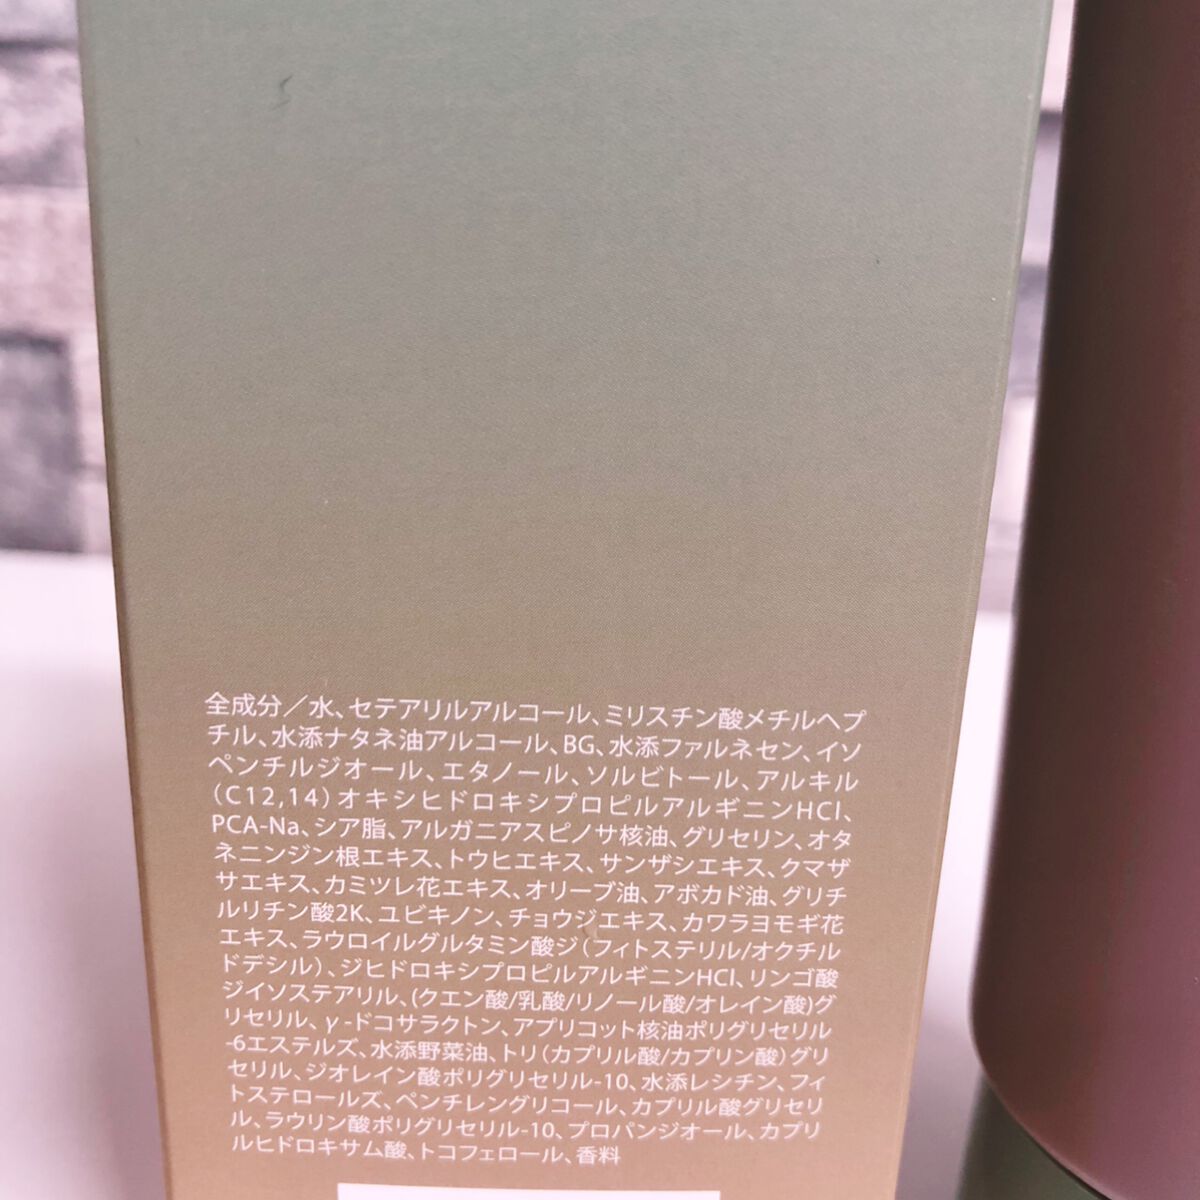 全成分／水、セテアリルアルコール、ミリスチン酸メチルヘプ
チル、水添ナタネ油アルコール、BG、水添ファルネセン、イソ
ペンチルジオール、エタノール、ソルビトール、アルキル
（C12,14）オキシヒドロキシプロピルアルギニンHCl、
PCA-Na、シア脂、アルガニアスピノサ核油、グリセリン、オタ
ネニンジン根エキス、トウヒエキス、サンザシエキス、クマザ
サエキス、カミツレ花エキス、オリーブ油、アボカド油、グリチ
ルリチン酸2K、ユビキノン、チョウジエキス、カワラヨモギ花
エキス、ラウロイルグルタミン酸ジ（フィトステリル/オクチル
ドデシル）、ジヒドロキシプロピルアルギニンHCl、リンゴ酸
ジイソステアリル、(クエン酸/乳酸/リノール酸/オレイン酸)グ
リセリル、γ-ドコサラクトン、アプリコット核油ポリグリセリル
-6エステルズ、水添野菜油、トリ（カプリル酸/カプリン酸）グリ
セリル、ジオレイン酸ポリグリセリル-10、水添レシチン、フィ
トステロールズ、ペンチレングリコール、カプリル酸グリセリ
ル、ラウリン酸ポリグリセリル-10、プロパンジオール、カプリ
ルヒドロキサム酸、トコフェロール、香料